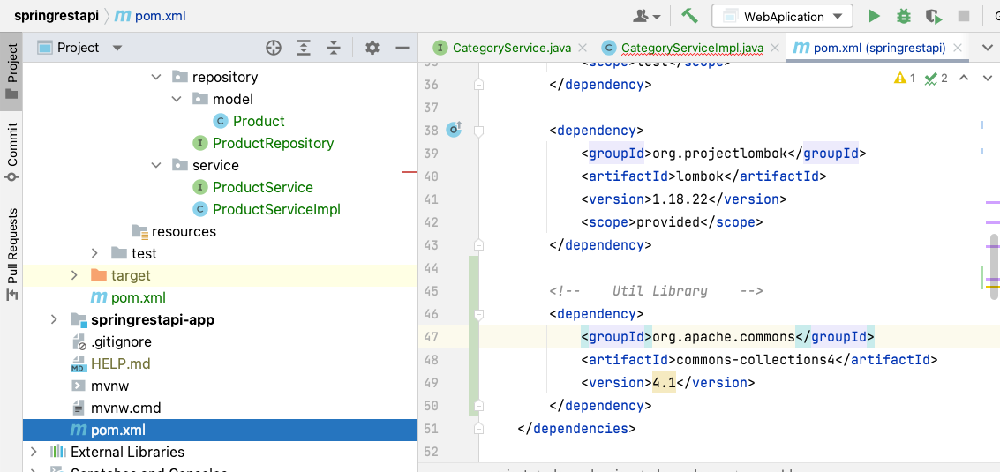 springrestapi pom.xml
WebAplication
Project
CategoryService.java
CategoryServiceImpl.java
pom.xml (springrestapi)
Project
Commit
Pull Requests
repository
model
Product
ProductRepository
service
ProductService
ProductServiceImpl
resources
test
target
pom.xml
springrestapi-app
.gitignore
HELP.md
mvnw
mvnw.cmd
pom.xml
External Libraries
1 2
<scope>test</scope>
36 </dependency>
37
38 <dependency>
39 <groupId>org.projectlombok</groupId>
40 <artifactId>lombok</artifactId>
41 <version>1.18.22</version>
42 <scope>provided</scope>
43 </dependency>
44
45 <!-- Util Library -->
46 <dependency>
47 <groupId>org.apache.commons</groupId>
48 <artifactId>commons-collections4</artifactId>
49 <version>4.1</version>
50 </dependency>
51 </dependencies>
52